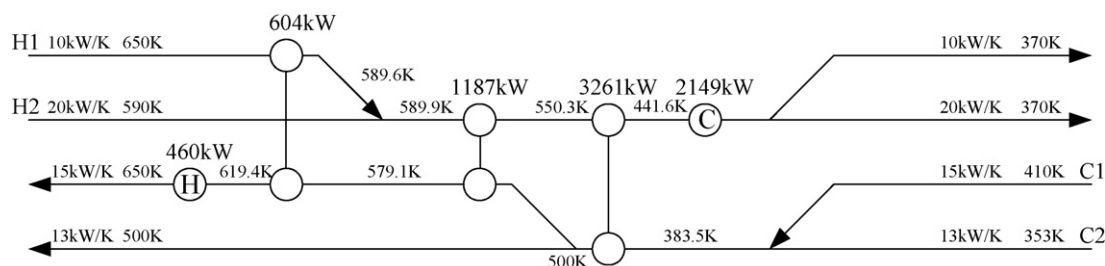 604kW
H1 10kW/K 650K 10kW/K 370K
589.6K
1187kW 3261kW 2149kW
H2 20kW/K 590K 589.9K 550.3K 441.6K C 20kW/K 370K
460kW
15kW/K 650K H 619.4K 579.1K 15kW/K 410K C1
13kW/K 500K 500K 383.5K 13kW/K 353K C2